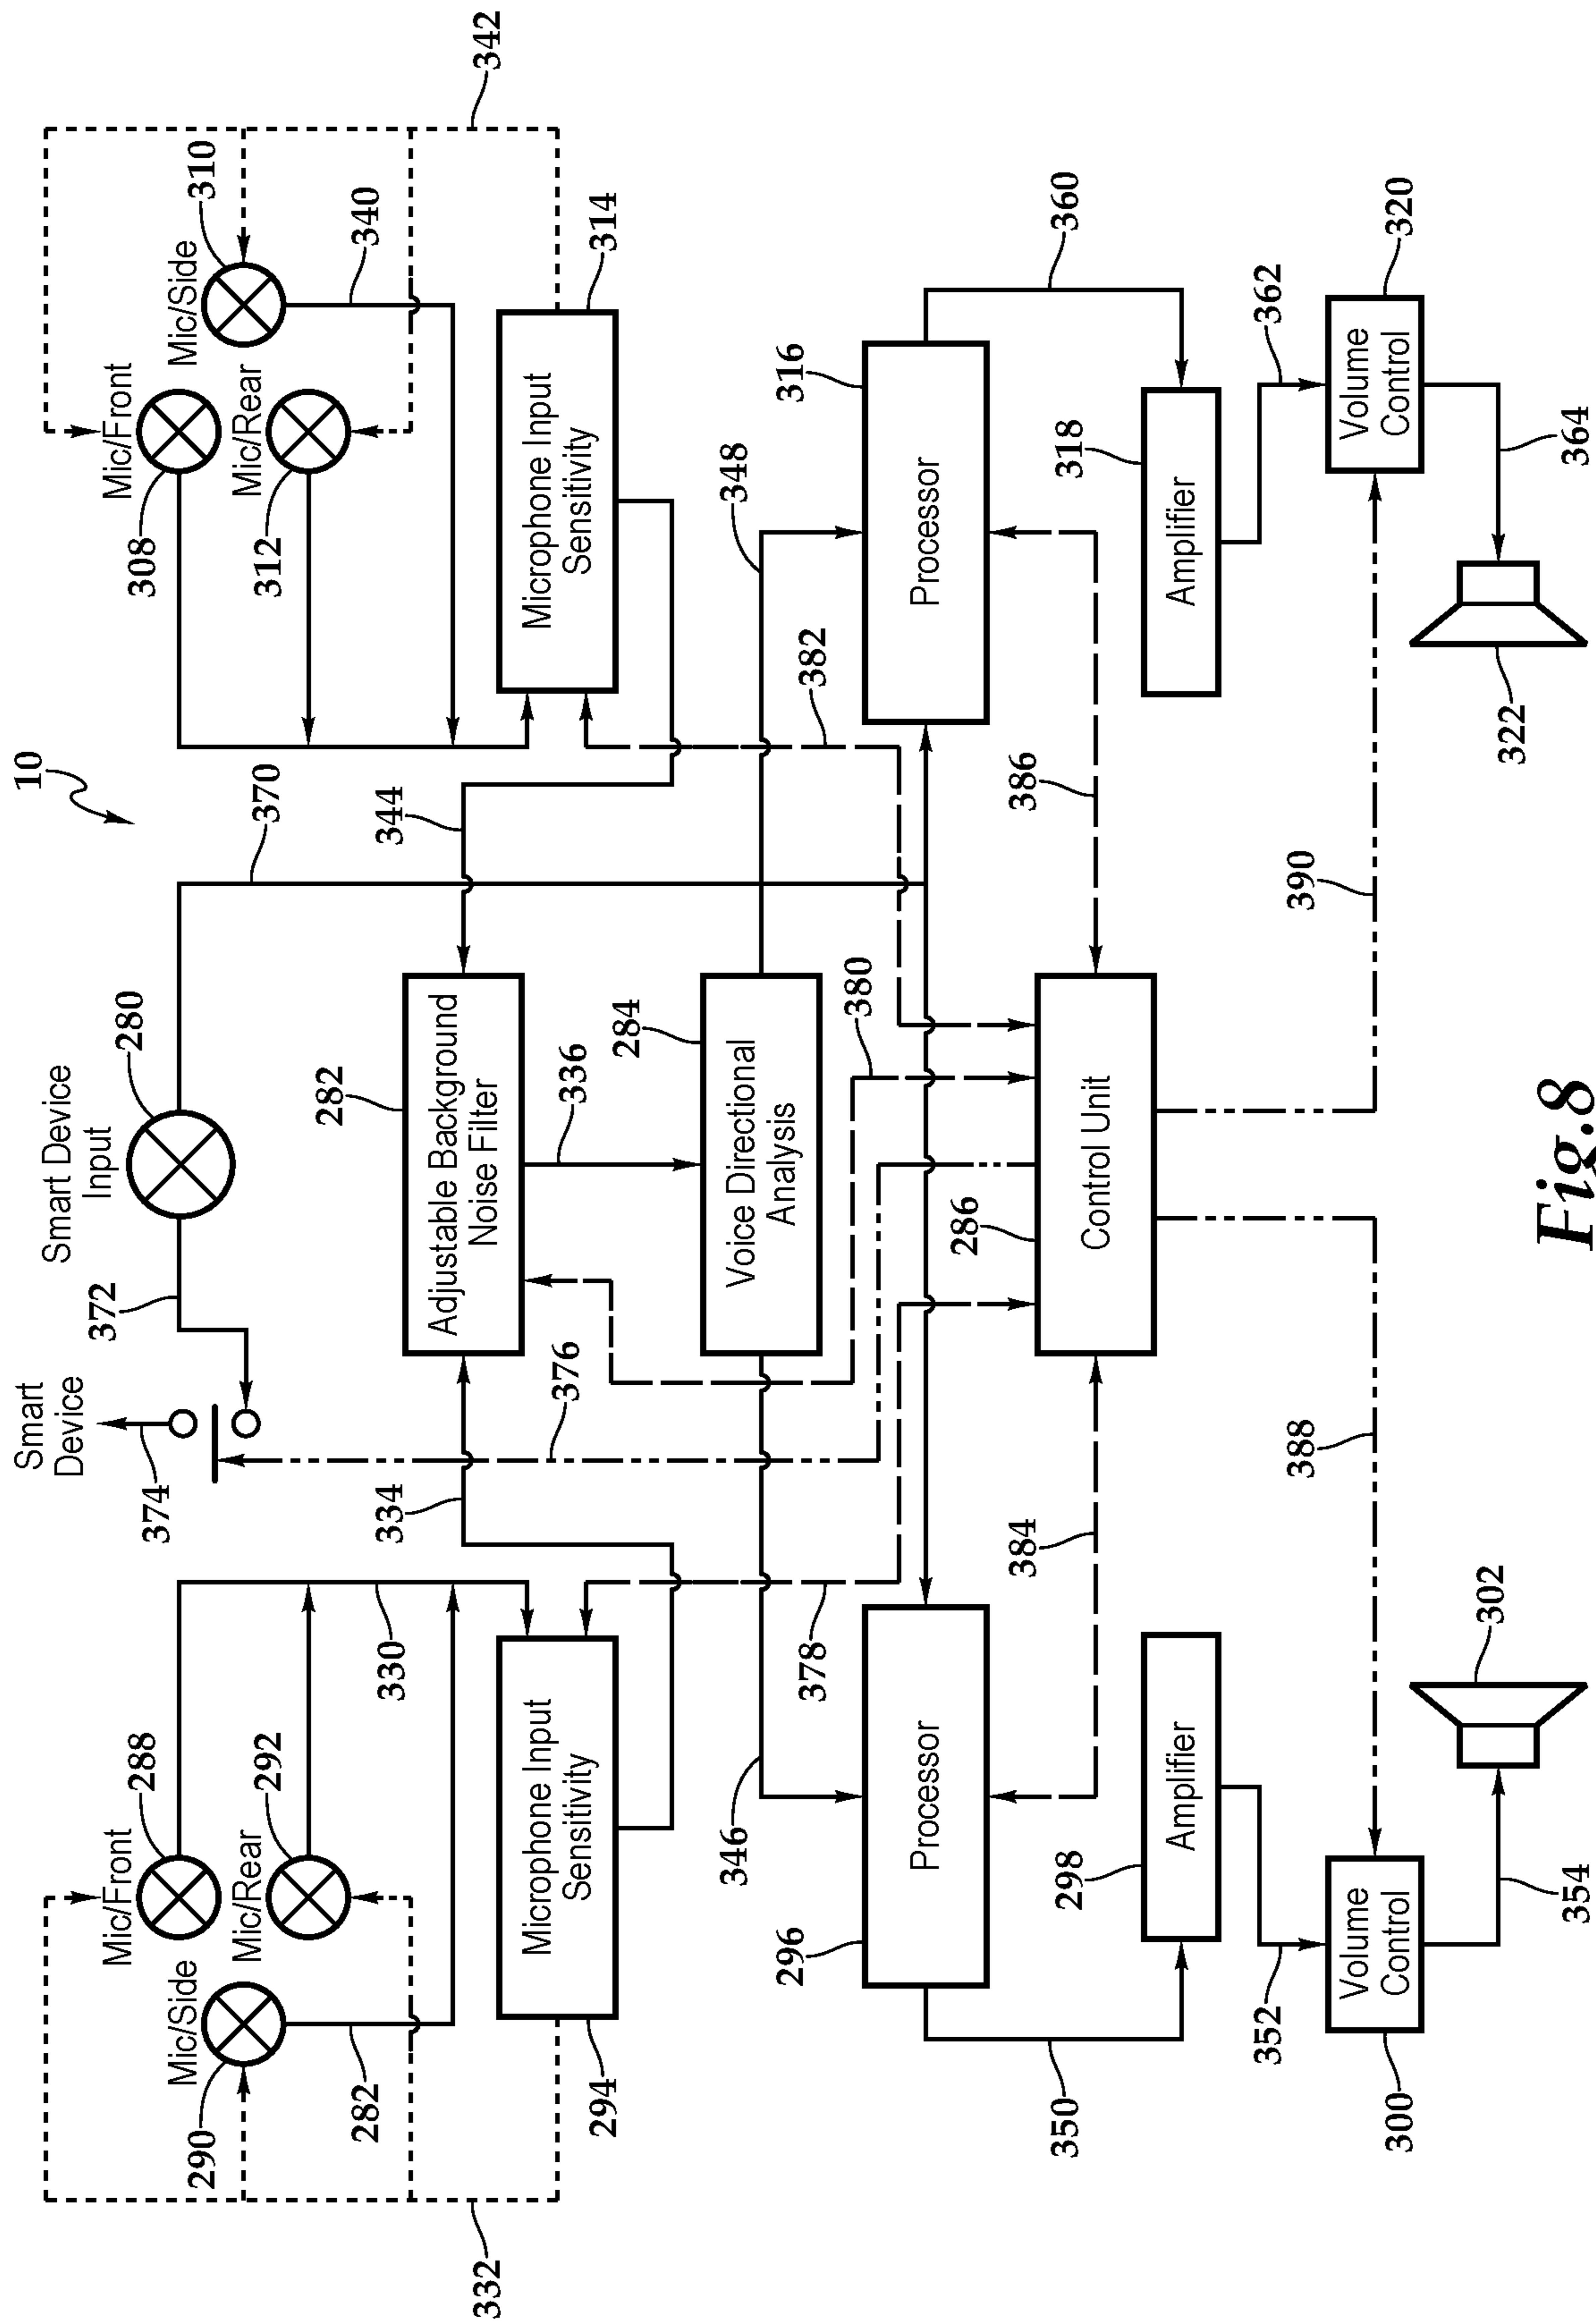 10
Smart
Device
374
372
Smart Device
Input
280
370
Mic/Front
288
Mic/Side
290
Mic/Rear
292
282
330
332
Mic/Front
308
Mic/Side
310
Mic/Rear
312
340
342
Microphone Input
Sensitivity
294
334
Adjustable Background
Noise Filter
282
344
Microphone Input
Sensitivity
314
336
376
Voice Directional
Analysis
284
380
346
378
348
382
Processor
296
Control Unit
286
Processor
316
384
386
350
Amplifier
298
Amplifier
318
360
352
388
390
362
Volume
Control
300
354
302
Volume
Control
320
364
322
Fig.8